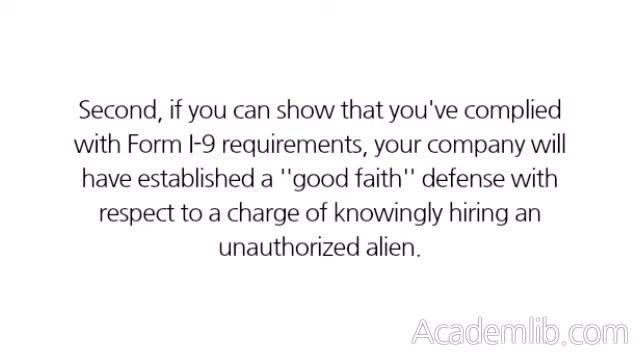 Second, if you can show that you've complied
with Form I-9 requirements, your company will
have established a ''good faith'' defense with
respect to a charge of knowingly hiring an
unauthorized alien.
Academlib.com